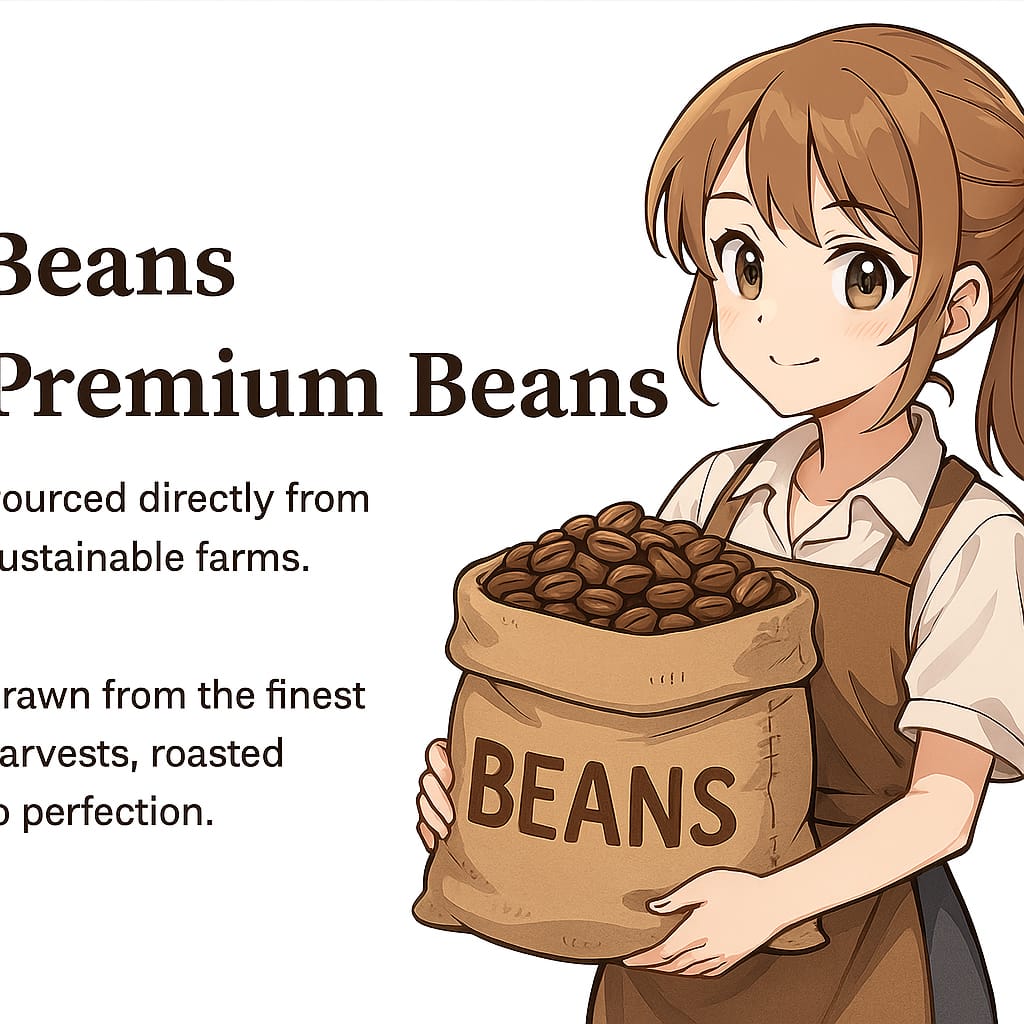 Beans
Premium Beans
ourced directly from
ustainable farms.
rawn from the finest
arvests, roasted
o perfection.
BEANS